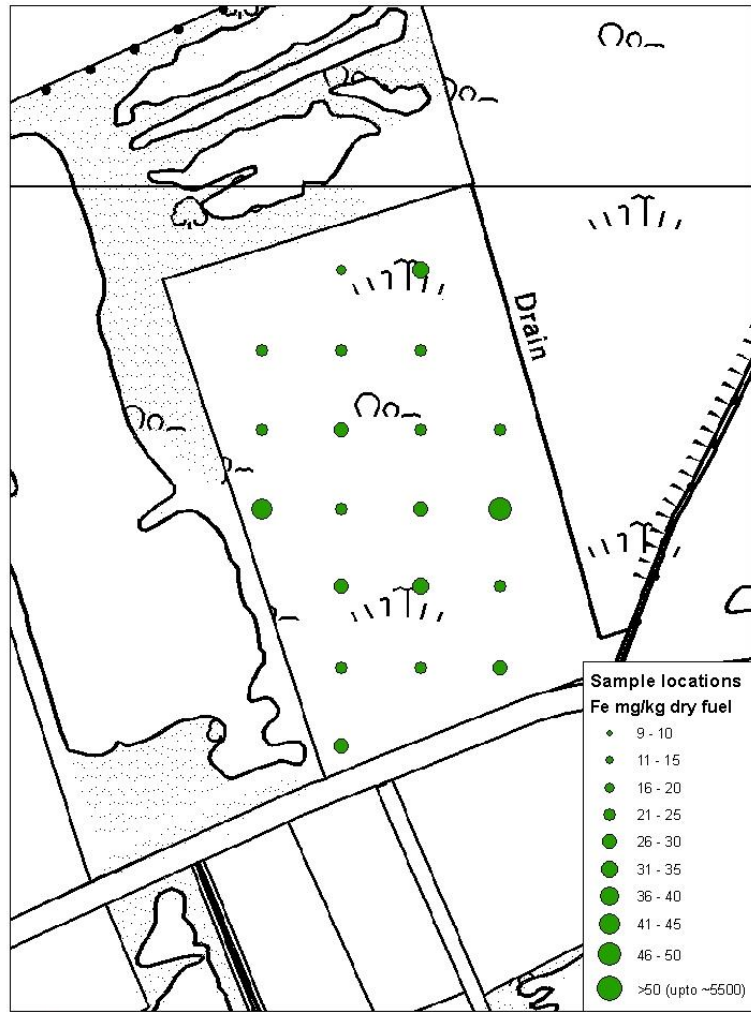 Drain
Sample locations
Fe mg/kg dry fuel
9 - 10
11 - 15
16 - 20
21 - 25
26 - 30
31 - 35
36 - 40
41 - 45
46 - 50
>50 (upto ~5500)